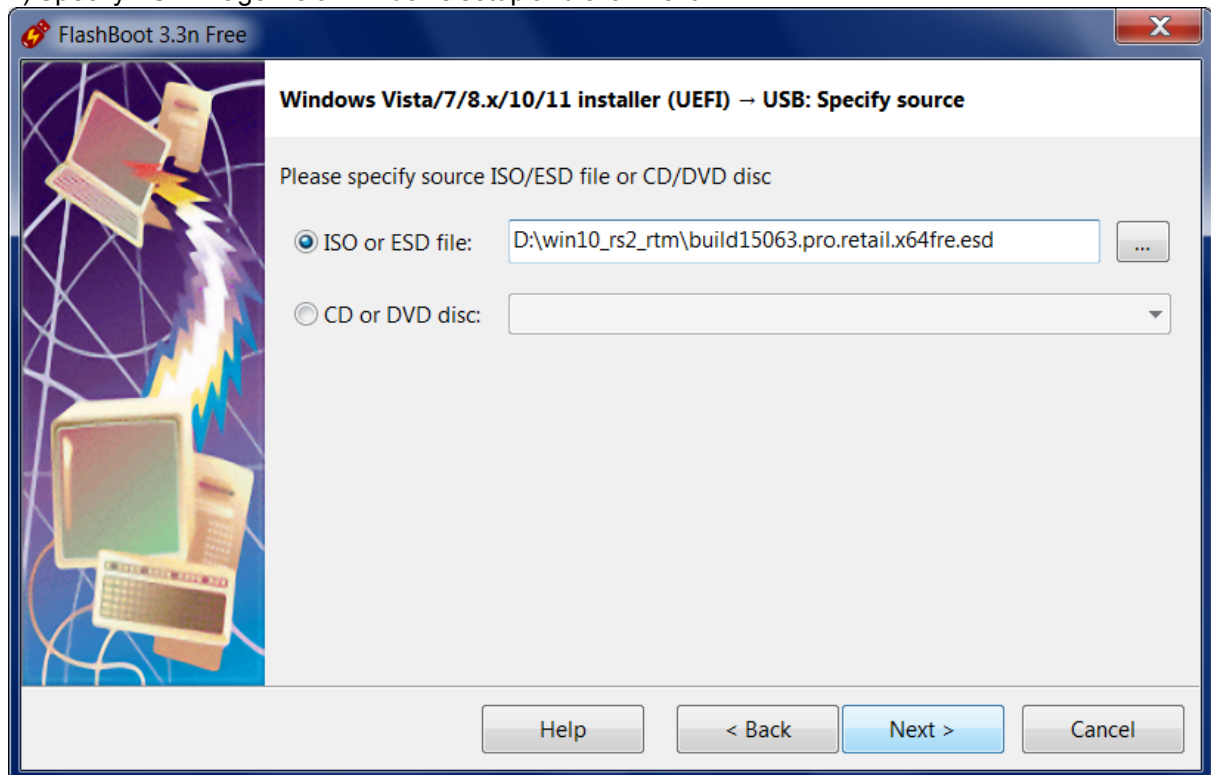 FlashBoot 3.3n Free
X
Windows Vista/7/8.x/10/11 installer (UEFI) → USB: Specify source
Please specify source ISO/ESD file or CD/DVD disc
ISO or ESD file: D:\win10_rs2_rtm\build15063.pro.retail.x64fre.esd ...
CD or DVD disc:
Help < Back Next > Cancel